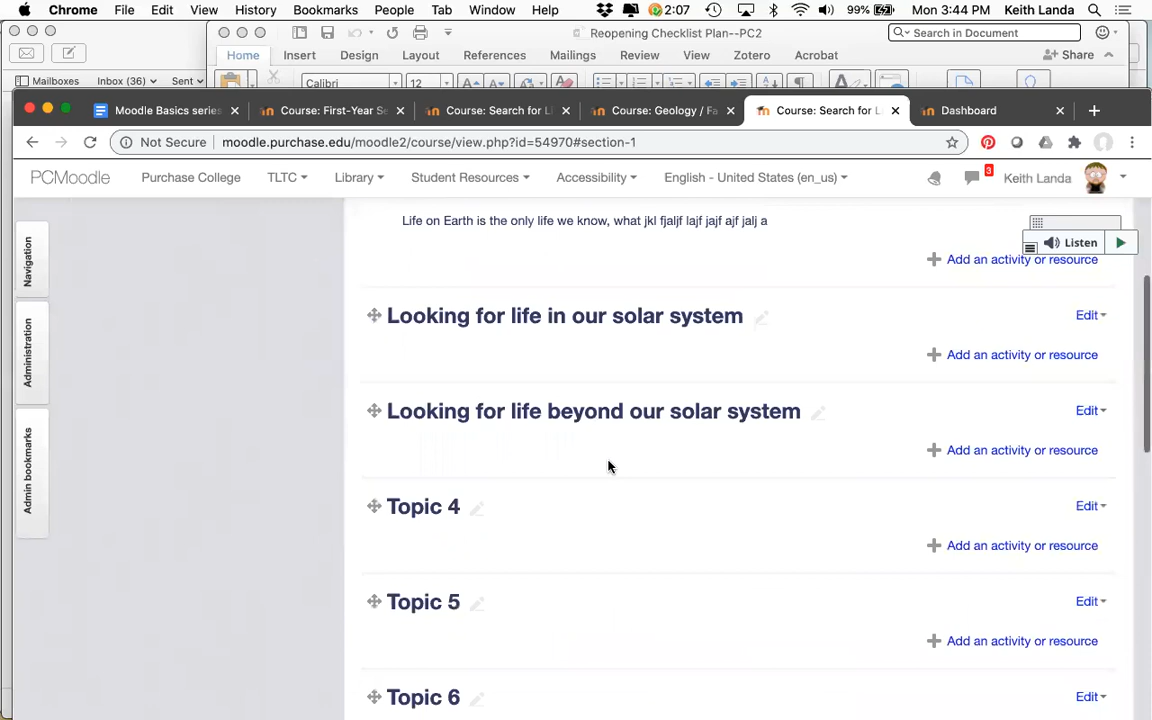 Chrome File Edit View History Bookmarks People Tab Window Help 2:07 99% Mon 3:44 PM Keith Landa
Reopening Checklist Plan--PC2 Search in Document
Home Insert Draw Design Layout References Mailings Review View Zotero Acrobat Share
Mailboxes Inbox (36) Sent Calibri 12
Moodle Basics series Course: First-Year Se Course: Search for Li Course: Geology / Fa Course: Search for L Dashboard
Not Secure moodle.purchase.edu/moodle2/course/view.php?id=54970#section-1
PCMoodle Purchase College TLTC Library Student Resources Accessibility English - United States (en_us) 3 Keith Landa
Life on Earth is the only life we know, what jkl fjaljf lajf jajf ajf jalj a
Listen
Add an activity or resource
Navigation
Looking for life in our solar system Edit
Add an activity or resource
Administration
Looking for life beyond our solar system Edit
Add an activity or resource
Admin bookmarks
Topic 4 Edit
Add an activity or resource
Topic 5 Edit
Add an activity or resource
Topic 6 Edit